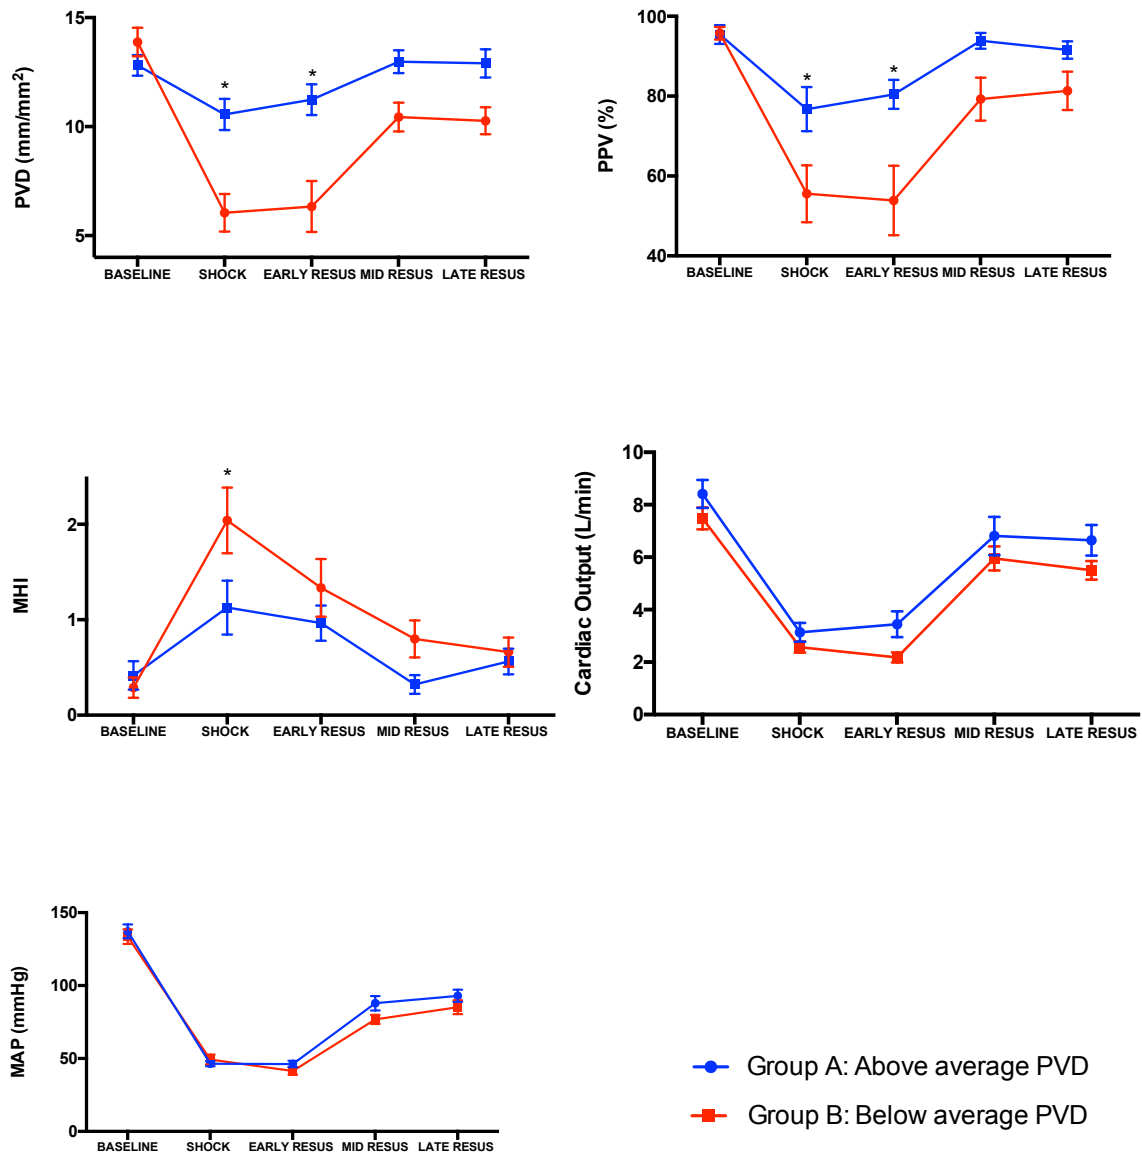 PVD (mm/mm²)
15
10
5
*
*
BASELINE SHOCK EARLY RESUS MID RESUS LATE RESUS
PPV (%)
100
80
60
40
*
*
BASELINE SHOCK EARLY RESUS MID RESUS LATE RESUS
MHI
2
1
0
*
BASELINE SHOCK EARLY RESUS MID RESUS LATE RESUS
Cardiac Output (L/min)
10
8
6
4
2
0
BASELINE SHOCK EARLY RESUS MID RESUS LATE RESUS
MAP (mmHg)
150
100
50
0
BASELINE SHOCK EARLY RESUS MID RESUS LATE RESUS
Group A: Above average PVD
Group B: Below average PVD